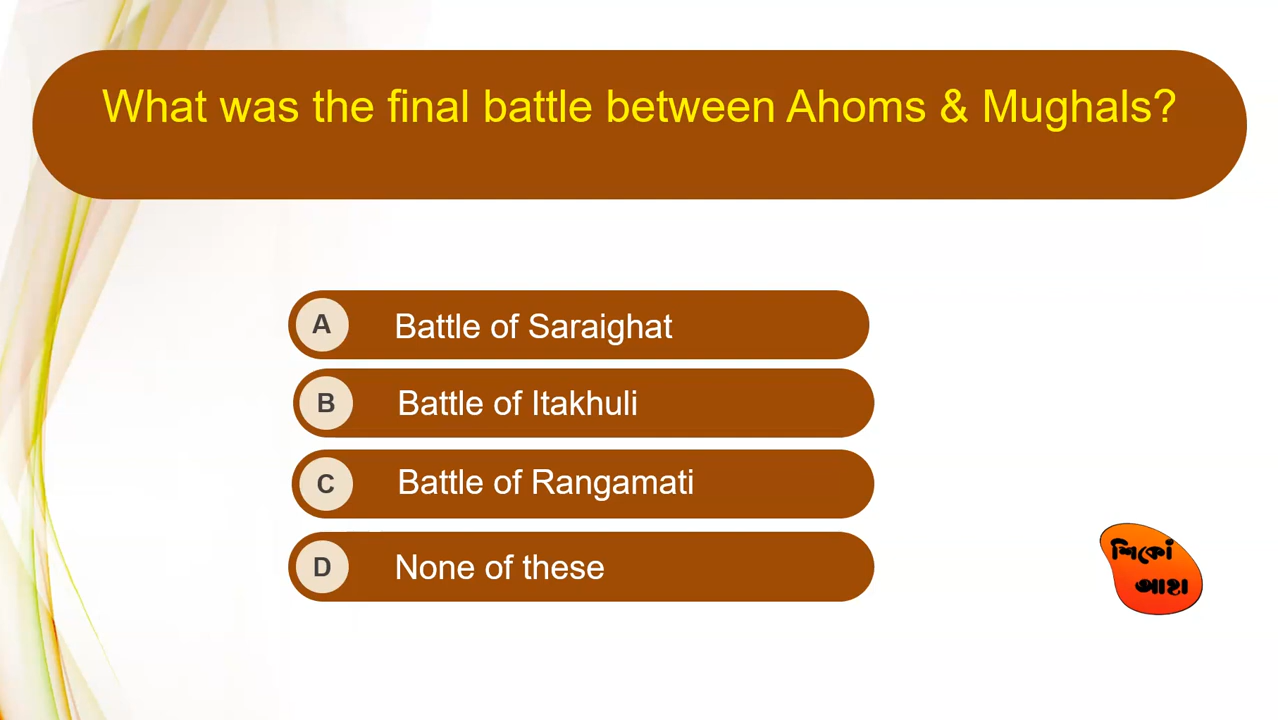 What was the final battle between Ahoms & Mughals?
A Battle of Saraighat
B Battle of Itakhuli
C Battle of Rangamati
D None of these
শিকোঁ
আহা